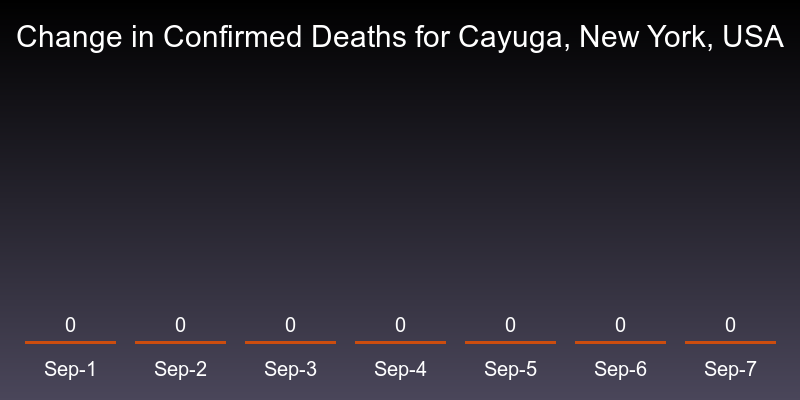 Change in Confirmed Deaths for Cayuga, New York, USA
0 0 0 0 0 0 0
Sep-1 Sep-2 Sep-3 Sep-4 Sep-5 Sep-6 Sep-7